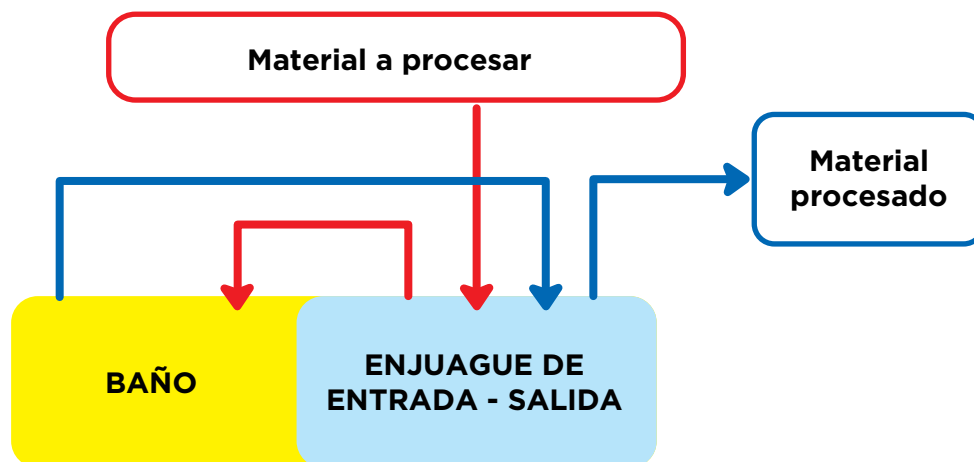 Material a procesar
Material
procesado
BAÑO
ENJUAGUE DE
ENTRADA - SALIDA